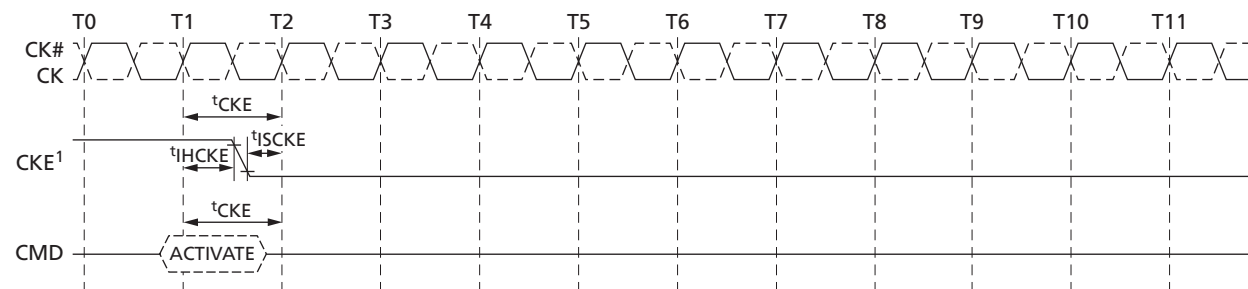 T0 T1 T2 T3 T4 T5 T6 T7 T8 T9 T10 T11
CK#
CK
tCKE
tISCKE
tIHCKE
CKE1
tCKE
CMD ACTIVATE